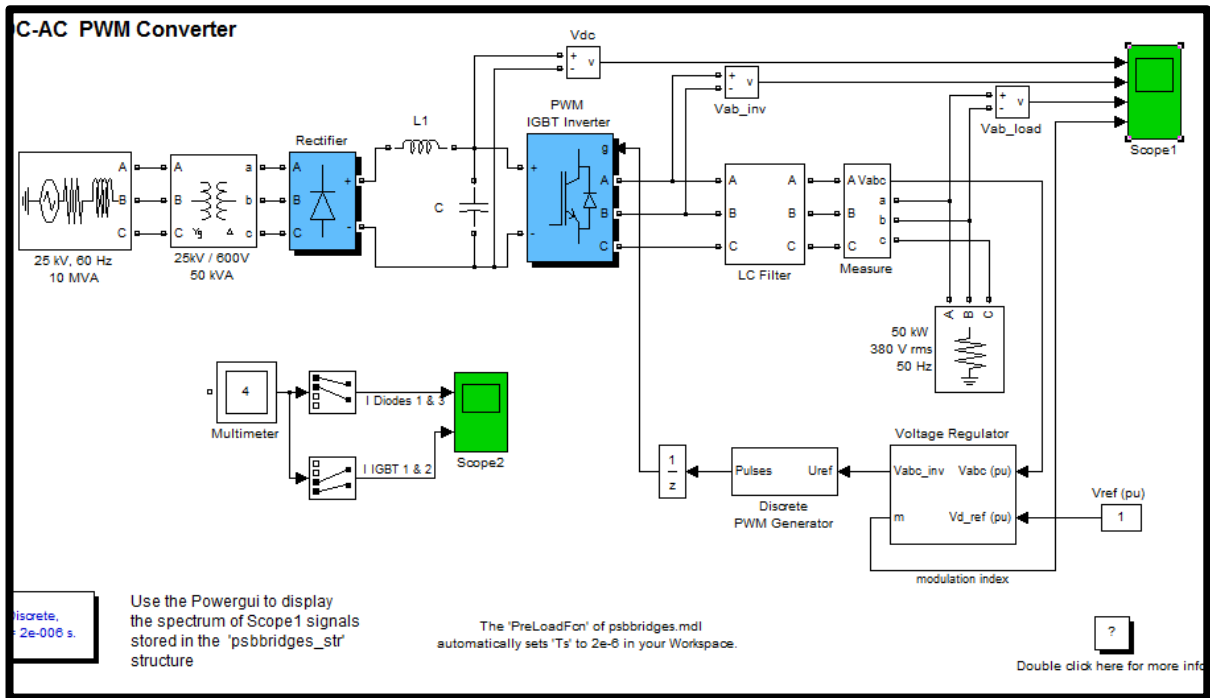 C-AC PWM Converter
Vdc
+
-
v
Vab_inv
+
-
v
Vab_load
+
-
v
Scope1
A
B
C
25 kV, 60 Hz
10 MVA
A
B
C
a
b
c
Yg
Δ
25kV / 600V
50 kVA
Rectifier
A
B
C
+
-
L1
C
PWM
IGBT Inverter
+
-
g
A
B
C
A
B
C
A
B
C
LC Filter
A
B
C
Vabc
a
b
c
Measure
A
B
C
50 kW
380 V rms
50 Hz
4
Multimeter
I Diodes 1 & 3
I IGBT 1 & 2
Scope2
1
z
Pulses
Uref
Discrete
PWM Generator
Voltage Regulator
Vabc_inv
Vabc (pu)
m
Vd_ref (pu)
Vref (pu)
1
modulation index
iscrete,
= 2e-006 s.
Use the Powergui to display
the spectrum of Scope1 signals
stored in the 'psbbridges_str'
structure
The 'PreLoadFcn' of psbbridges.mdl
automatically sets 'Ts' to 2e-6 in your Workspace.
?
Double click here for more info